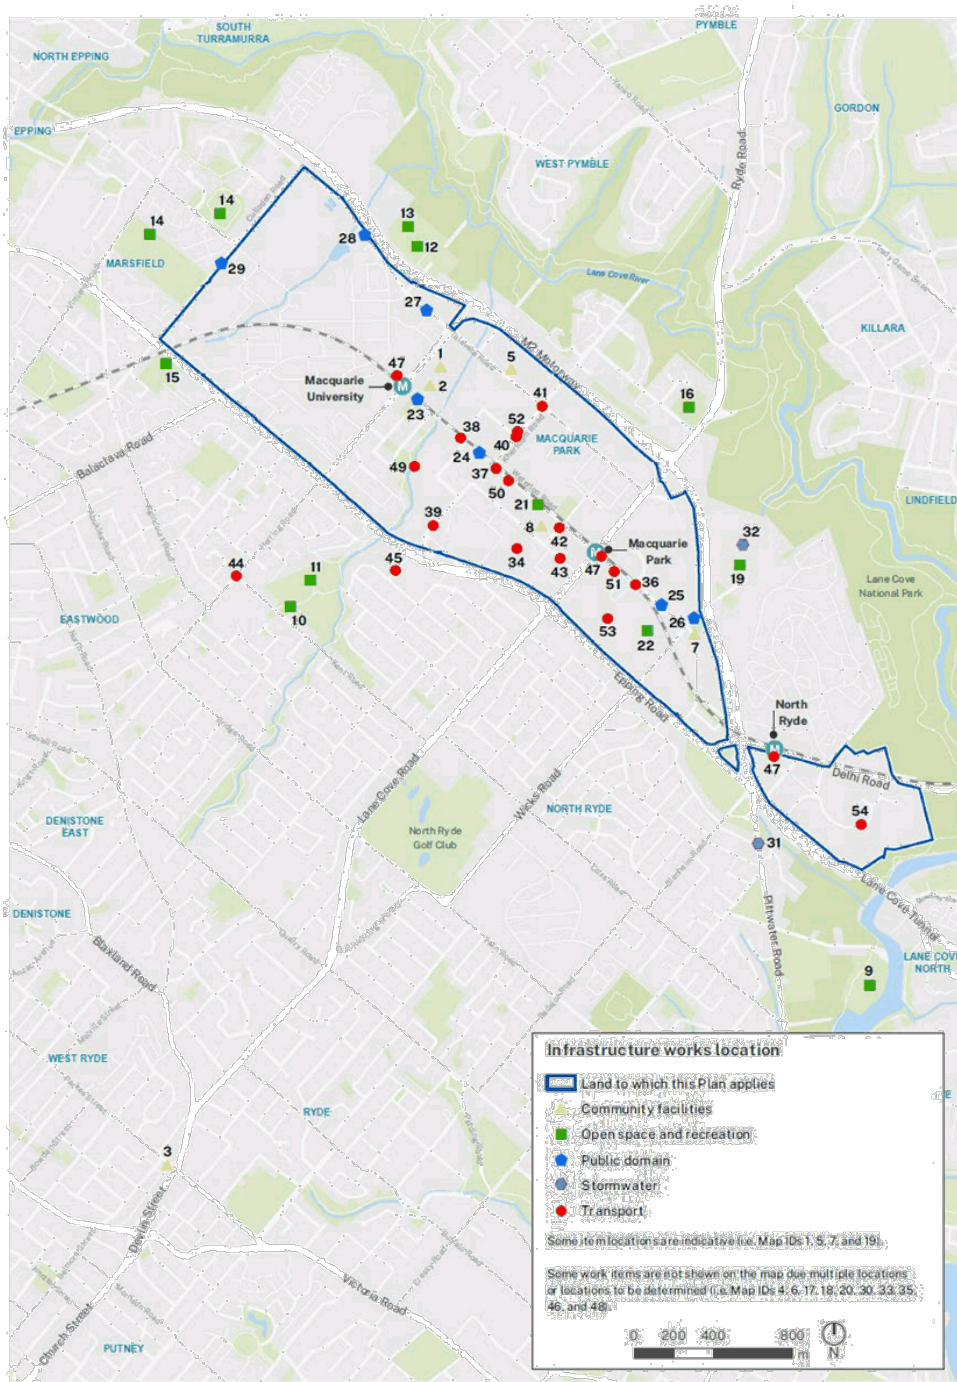 PYMBLE
SOUTH
TURRAMURRA
NORTH EPPING
GORDON
EPPING
Ryde Road
WEST PYMBLE
14
14
13
12
28
29
MARSFIELD
Lane Cove River
27
KILLARA
M2 Motorway
1
5
47
2
15
Macquarie
University
23
41
16
38
52
40
MACQUARIE
PARK
24
Balaclava Road
49
37
50
21
LINDFIELD
39
8
42
32
34
Macquarie
Park
45
43
47
51
36
19
44
11
25
Lane Cove
National Park
10
26
EASTWOOD
53
22
7
Epping Road
North
Ryde
47
Delhi Road
Lane Cove Road
Wicks Road
NORTH RYDE
54
DENISTONE
EAST
North Ryde
Golf Club
31
Lane Cove Tunnel
DENISTONE
Pittwater Road
Blaxland Road
LANE COVE
NORTH
9
WEST RYDE
RYDE
3
Devlin Street
Victoria Road
Church Street
PUTNEY
Infrastructure works location
Land to which this Plan applies
Community facilities
Open space and recreation
Public domain
Stormwater
Transport
Some item locations are indicative (i.e. Map IDs 1, 5, 7, and 19).
Some work items are not shown on the map due multiple locations
or locations to be determined (i.e. Map IDs 4, 6, 17, 18, 20, 30, 33, 35,
46, and 48).
0 200 400 800
m
N